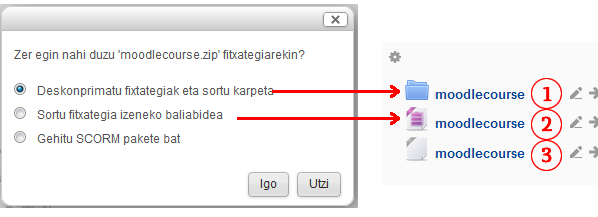 Zer egin nahi duzu 'moodlecourse.zip' fitxategiarekin?
Deskonprimatu fixtategiak eta sortu karpeta
Sortu fitxategia izeneko baliabidea
Gehitu SCORM pakete bat
Igo
Utzi
moodlecourse 1
moodlecourse 2
moodlecourse 3